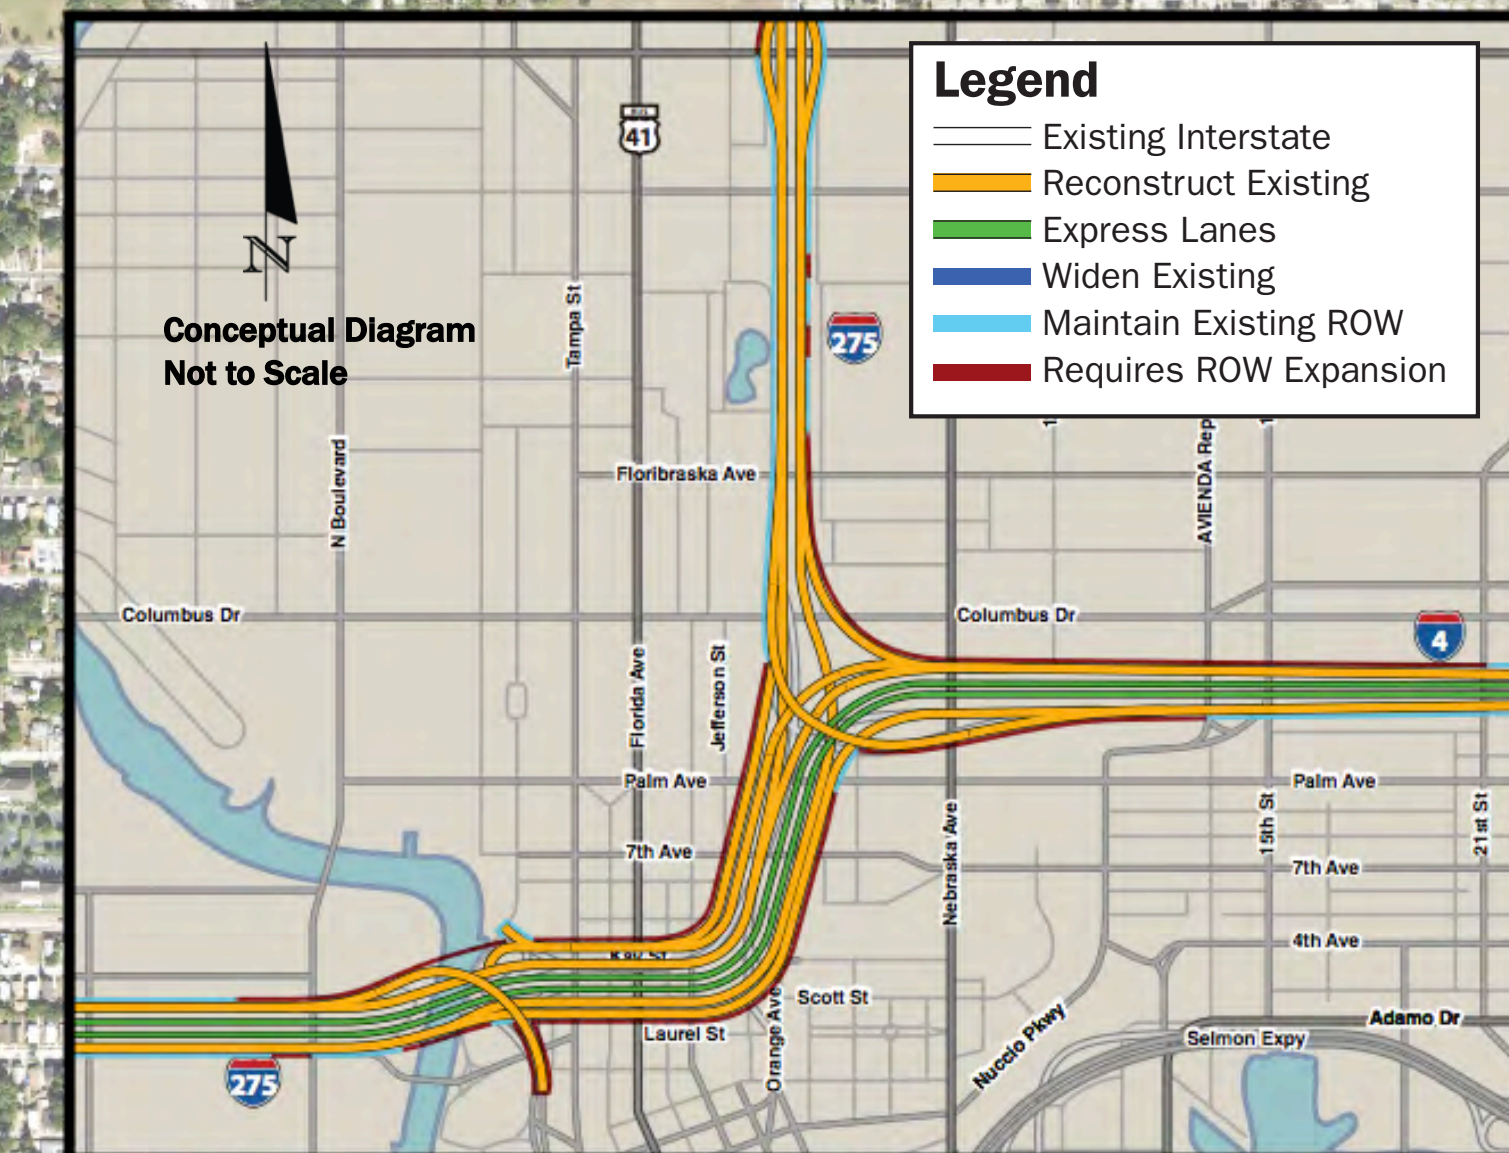 Legend
Existing Interstate
Reconstruct Existing
Express Lanes
Widen Existing
Maintain Existing ROW
Requires ROW Expansion
N
Conceptual Diagram
Not to Scale
41
275
Tampa St
N Boulevard
Floribraska Ave
AVIENDA Rep
Columbus Dr
Columbus Dr
4
Florida Ave
Jefferson St
Palm Ave
Palm Ave
7th Ave
7th Ave
Nebraska Ave
15th St
21st St
4th Ave
Kay St
Scott St
Laurel St
Orange Ave
Nuccio Pkwy
Adamo Dr
Selmon Expy
275